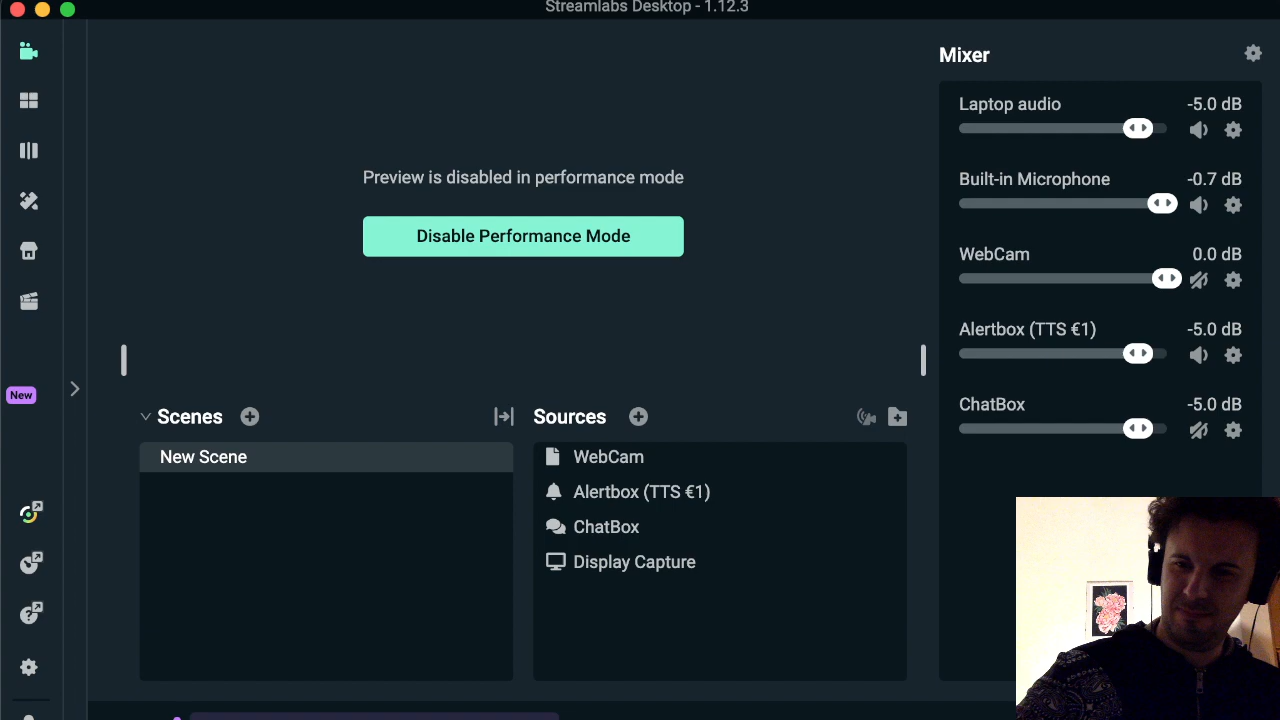 Streamlabs Desktop - 1.12.3
Mixer
Laptop audio -5.0 dB
Built-in Microphone -0.7 dB
WebCam 0.0 dB
Alertbox (TTS €1) -5.0 dB
ChatBox -5.0 dB
Preview is disabled in performance mode
Disable Performance Mode
New
Scenes
New Scene
Sources
WebCam
Alertbox (TTS €1)
ChatBox
Display Capture